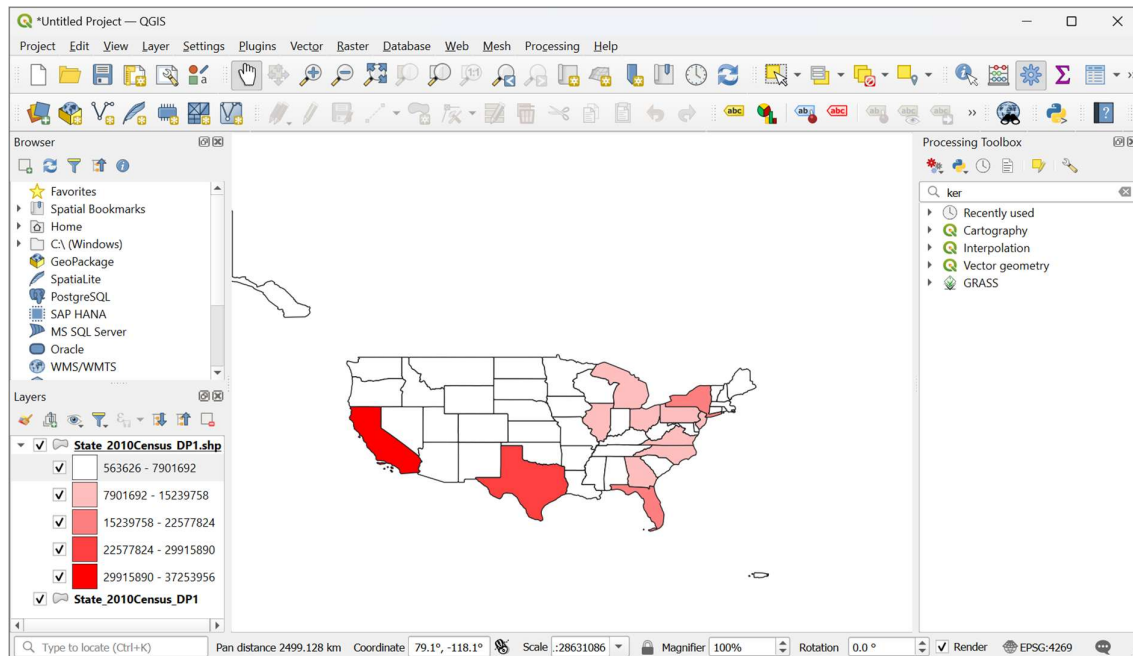 *Untitled Project — QGIS
Project Edit View Layer Settings Plugins Vector Raster Database Web Mesh Processing Help
abc abc
Browser
Favorites
Spatial Bookmarks
Home
C:\ (Windows)
GeoPackage
SpatiaLite
PostgreSQL
SAP HANA
MS SQL Server
Oracle
WMS/WMTS
Layers
State_2010Census_DP1.shp
563626 - 7901692
7901692 - 15239758
15239758 - 22577824
22577824 - 29915890
29915890 - 37253956
State_2010Census_DP1
Processing Toolbox
ker
Recently used
Cartography
Interpolation
Vector geometry
GRASS
Type to locate (Ctrl+K) Pan distance 2499.128 km Coordinate 79.1°, -118.1° Scale .:28631086 Magnifier 100% Rotation 0.0 ° Render EPSG:4269